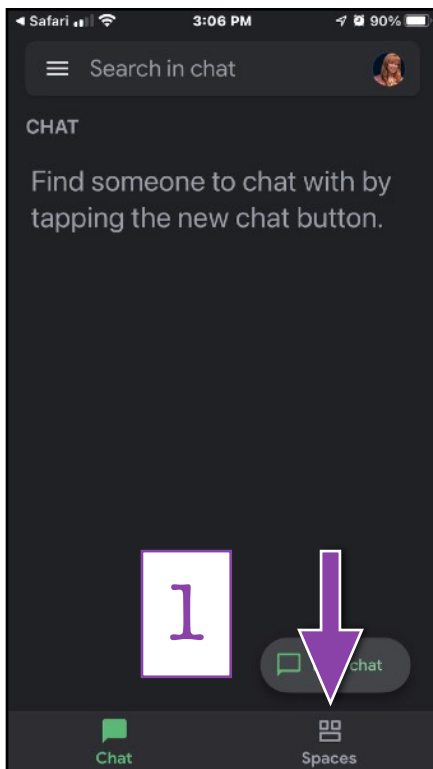 Safari 3:06 PM 90%
Search in chat
CHAT
Find someone to chat with by
tapping the new chat button.
1
chat
Chat Spaces